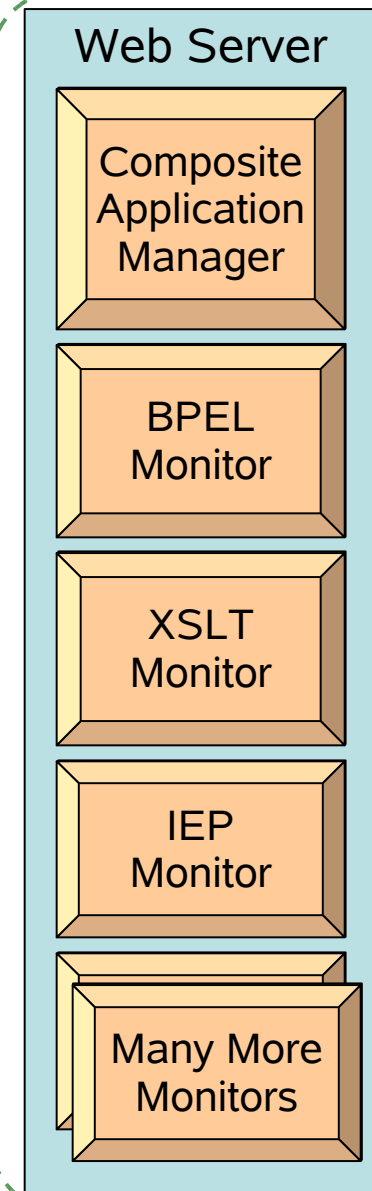 Web Server
Composite
Application
Manager
BPEL
Monitor
XSLT
Monitor
IEP
Monitor
Many More
Monitors